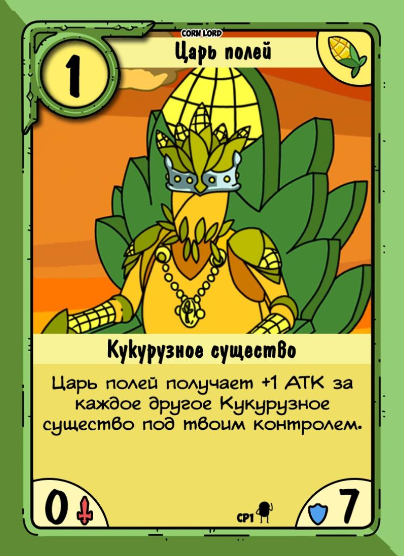 CORN LORD
Царь полей
1
Кукурузное существо
Царь полей получает +1 АТК за
каждое другое Кукурузное
существо под твоим контролем.
0
CP1
7